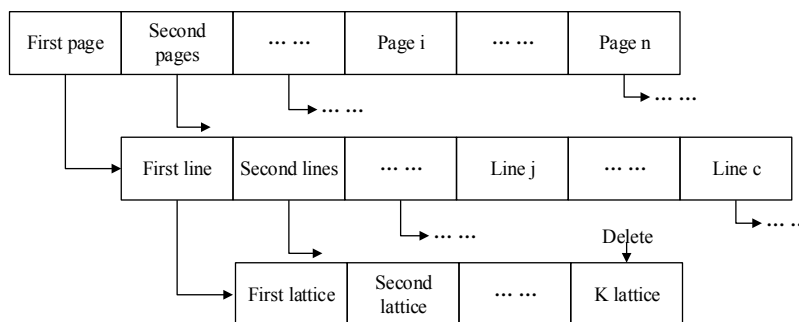 First page
Second pages
… …
Page i
… …
Page n
… …
… …
First line
Second lines
… …
Line j
… …
Line c
… …
… …
Delete
First lattice
Second lattice
… …
K lattice